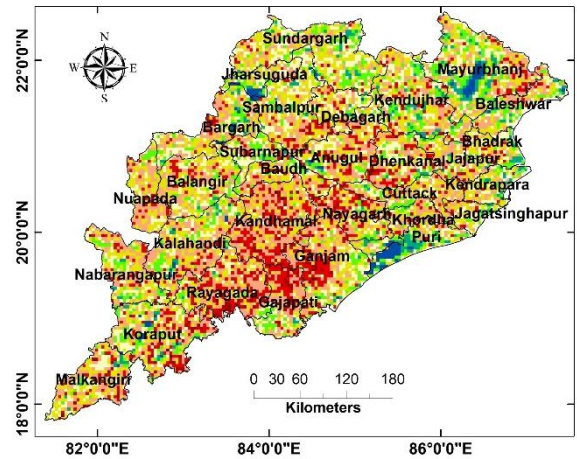 N
W E
S
22°0'0"N
20°0'0"N
18°0'0"N
Sundargarh
Jharsuguda
Mayurbhanj
Sambalpur
Kendujhar
Baleshwar
Debagarh
Bargarh
Bhadrak
Subarnapur
Anugul
Dhenkanal
Jajapur
Balangir
Baudh
Kendrapara
Nuapada
Cuttack
Nayagarh
Jagatsinghapur
Kandhamal
Khordha
Puri
Kalahandi
Ganjam
Nabarangapur
Rayagada
Gajapati
Koraput
Malkangiri
0 30 60 120 180
Kilometers
82°0'0"E 84°0'0"E 86°0'0"E